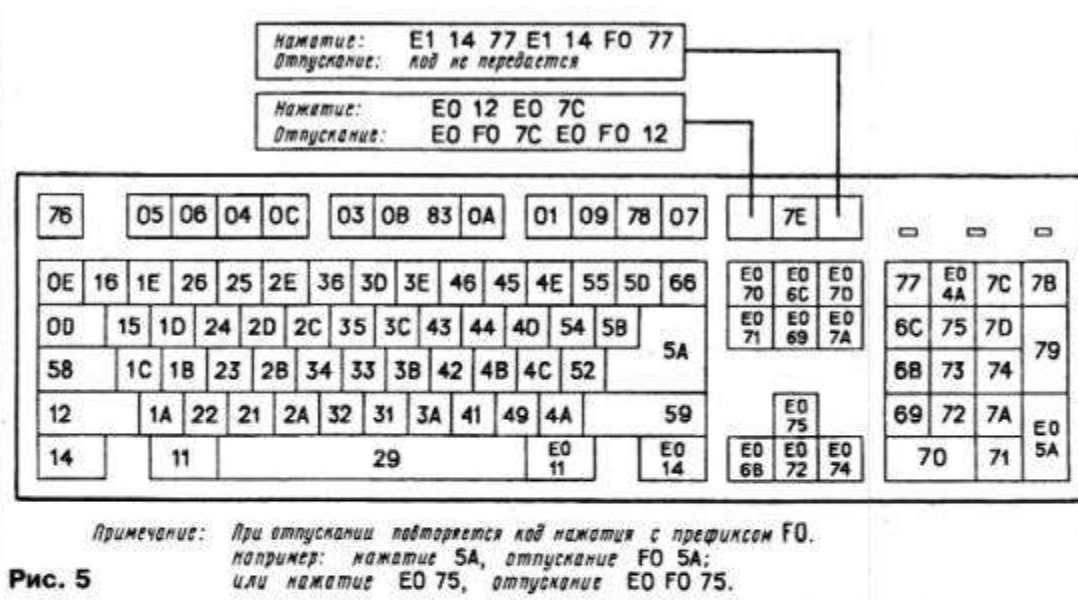 Нажатие: E1 14 77 E1 14 F0 77
Отпускание: код не передается
Нажатие: E0 12 E0 7C
Отпускание: E0 F0 7C E0 F0 12
76 05 06 04 0C 03 0B 83 0A 01 09 78 07 7E
0E 16 1E 26 25 2E 36 3D 3E 46 45 4E 55 5D 66 E0 70 E0 6C E0 7D 77 E0 4A 7C 7B
0D 15 1D 24 2D 2C 35 3C 43 44 4D 54 5B E0 71 E0 69 E0 7A 6C 75 7D
5A 79
58 1C 1B 23 2B 34 33 3B 42 4B 4C 52 6B 73 74
12 1A 22 21 2A 32 31 3A 41 49 4A 59 E0 75 69 72 7A
14 11 29 E0 11 E0 14 E0 6B E0 72 E0 74 70 71 E0 5A
Примечание: При отпускании повторяется код нажатия с префиксом F0.
например: нажатие 5A, отпускание F0 5A;
Рис. 5 или нажатие E0 75, отпускание E0 F0 75.